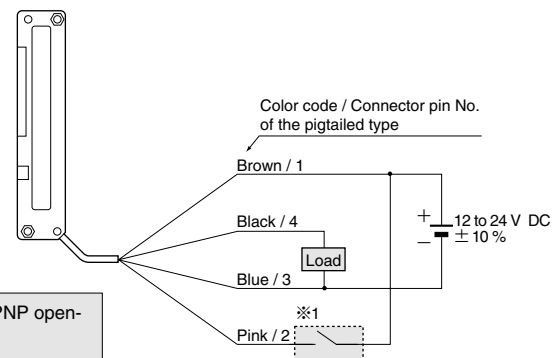 Color code / Connector pin No.
of the pigtailed type
Brown / 1
Black / 4
+
12 to 24 V DC
± 10 %
−
Load
Blue / 3
※1
Pink / 2
PNP open-